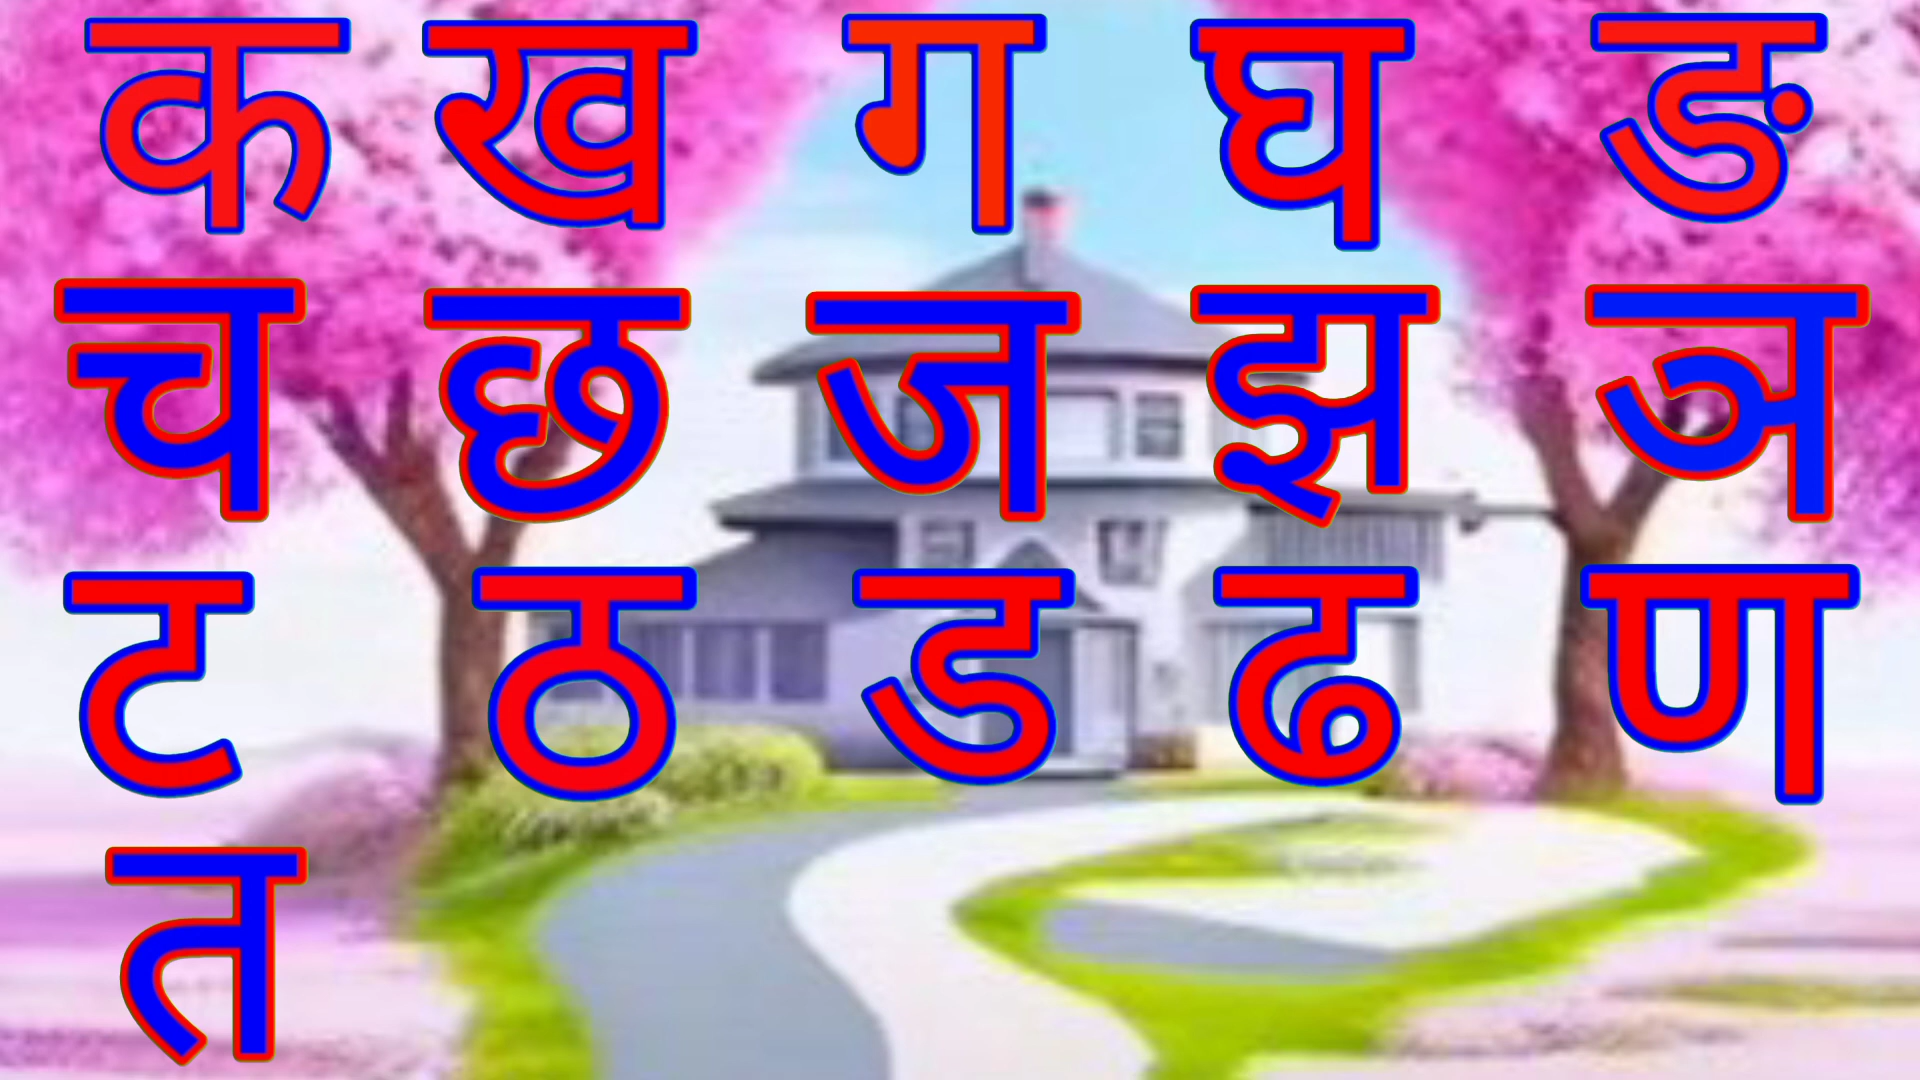 क ख ग घ ङ
च छ ज झ ञ
ट ठ ड ढ ण
त